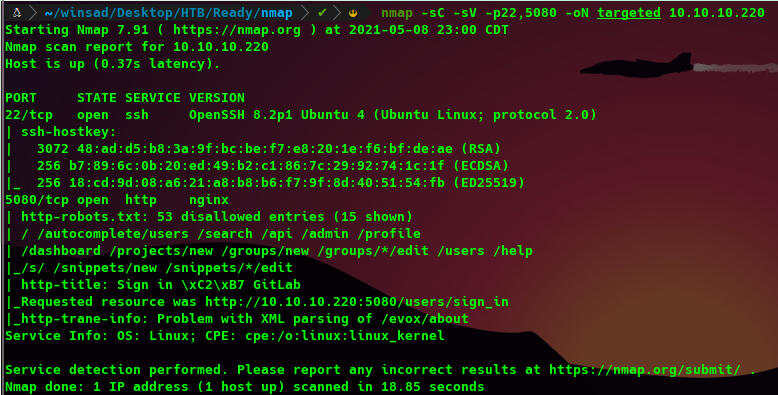 ~/winsad/Desktop/HTB/Ready/nmap ✔ nmap -sC -sV -p22,5080 -oN targeted 10.10.10.220
Starting Nmap 7.91 ( https://nmap.org ) at 2021-05-08 23:00 CDT
Nmap scan report for 10.10.10.220
Host is up (0.37s latency).
PORT     STATE SERVICE VERSION
22/tcp   open  ssh     OpenSSH 8.2p1 Ubuntu 4 (Ubuntu Linux; protocol 2.0)
| ssh-hostkey:
|   3072 48:ad:d5:b8:3a:9f:bc:be:f7:e8:20:1e:f6:bf:de:ae (RSA)
|   256 b7:89:6c:0b:20:ed:49:b2:c1:86:7c:29:92:74:1c:1f (ECDSA)
|_  256 18:cd:9d:08:a6:21:a8:b8:b6:f7:9f:8d:40:51:54:fb (ED25519)
5080/tcp open  http    nginx
| http-robots.txt: 53 disallowed entries (15 shown)
| / /autocomplete/users /search /api /admin /profile
| /dashboard /projects/new /groups/new /groups/*/edit /users /help
|_/s/ /snippets/new /snippets/*/edit
| http-title: Sign in \xC2\xB7 GitLab
|_Requested resource was http://10.10.10.220:5080/users/sign_in
|_http-trane-info: Problem with XML parsing of /evox/about
Service Info: OS: Linux; CPE: cpe:/o:linux:linux_kernel
Service detection performed. Please report any incorrect results at https://nmap.org/submit/ .
Nmap done: 1 IP address (1 host up) scanned in 18.85 seconds